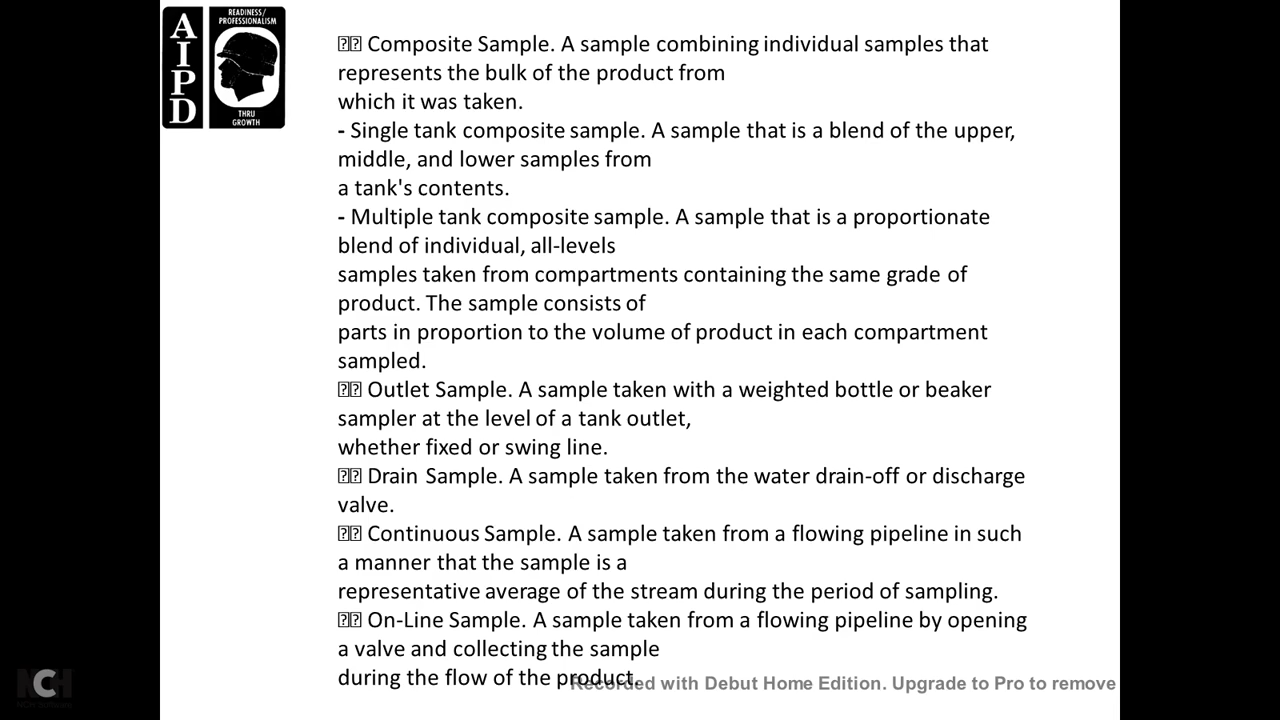 AIPD
READINESS/
PROFESSIONALISM
THRU
GROWTH
Composite Sample. A sample combining individual samples that
represents the bulk of the product from
which it was taken.
- Single tank composite sample. A sample that is a blend of the upper,
middle, and lower samples from
a tank's contents.
- Multiple tank composite sample. A sample that is a proportionate
blend of individual, all-levels
samples taken from compartments containing the same grade of
product. The sample consists of
parts in proportion to the volume of product in each compartment
sampled.
Outlet Sample. A sample taken with a weighted bottle or beaker
sampler at the level of a tank outlet,
whether fixed or swing line.
Drain Sample. A sample taken from the water drain-off or discharge
valve.
Continuous Sample. A sample taken from a flowing pipeline in such
a manner that the sample is a
representative average of the stream during the period of sampling.
On-Line Sample. A sample taken from a flowing pipeline by opening
a valve and collecting the sample
during the flow of the product.
Recorded with Debut Home Edition. Upgrade to Pro to remove
NCH